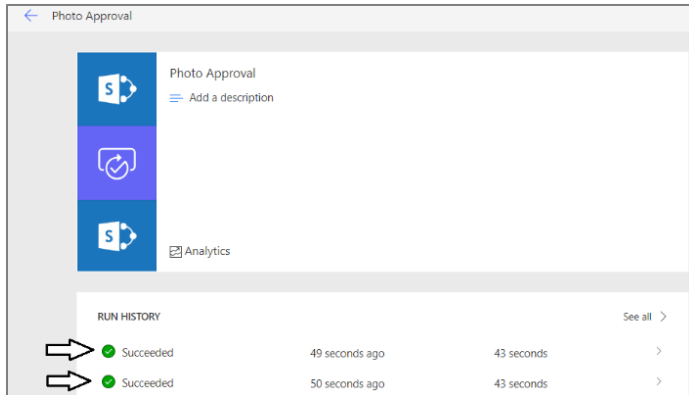 Photo Approval
Photo Approval
Add a description
Analytics
RUN HISTORY See all
Succeeded 49 seconds ago 43 seconds
Succeeded 50 seconds ago 43 seconds